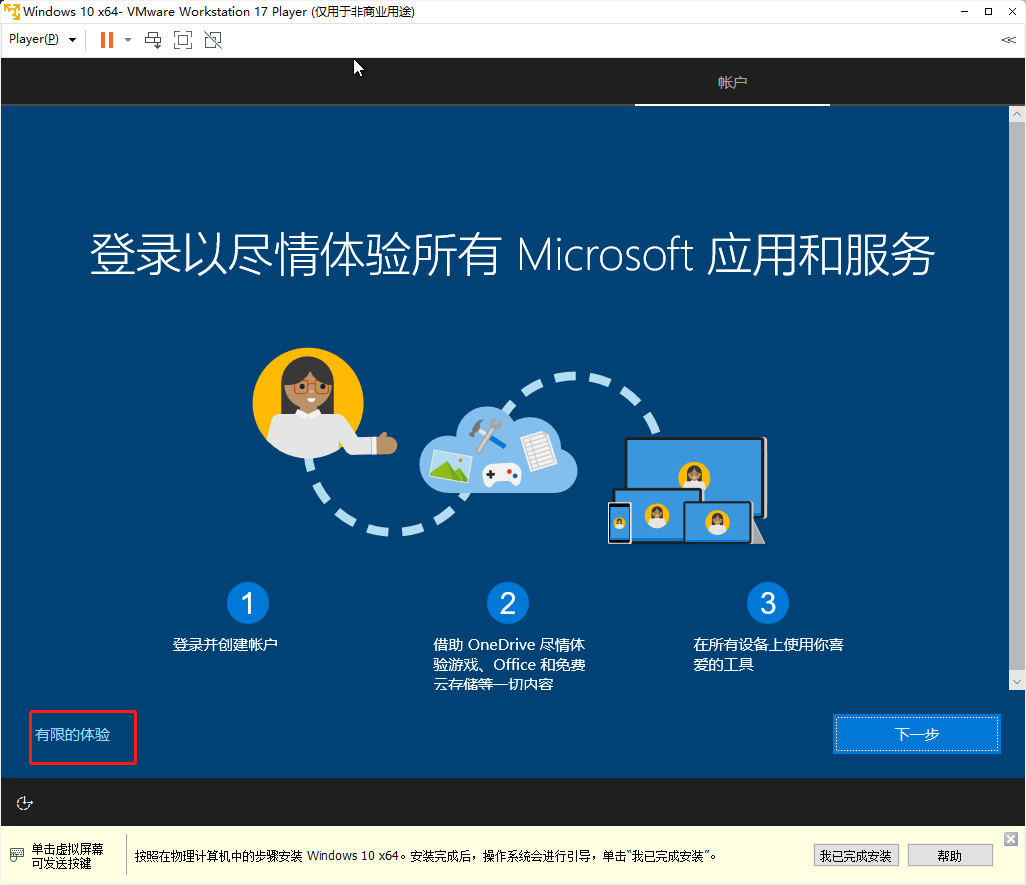 Windows 10 x64- VMware Workstation 17 Player (仅用于非商业用途)
Player(P)
帐户
登录以尽情体验所有 Microsoft 应用和服务
1
登录并创建帐户
2
借助 OneDrive 尽情体
验游戏、Office 和免费
云存储等一切内容
3
在所有设备上使用你喜
爱的工具
有限的体验
下一步
单击虚拟屏幕
可发送按键
按照在物理计算机中的步骤安装 Windows 10 x64。安装完成后，操作系统会进行引导，单击“我已完成安装”。
我已完成安装
帮助